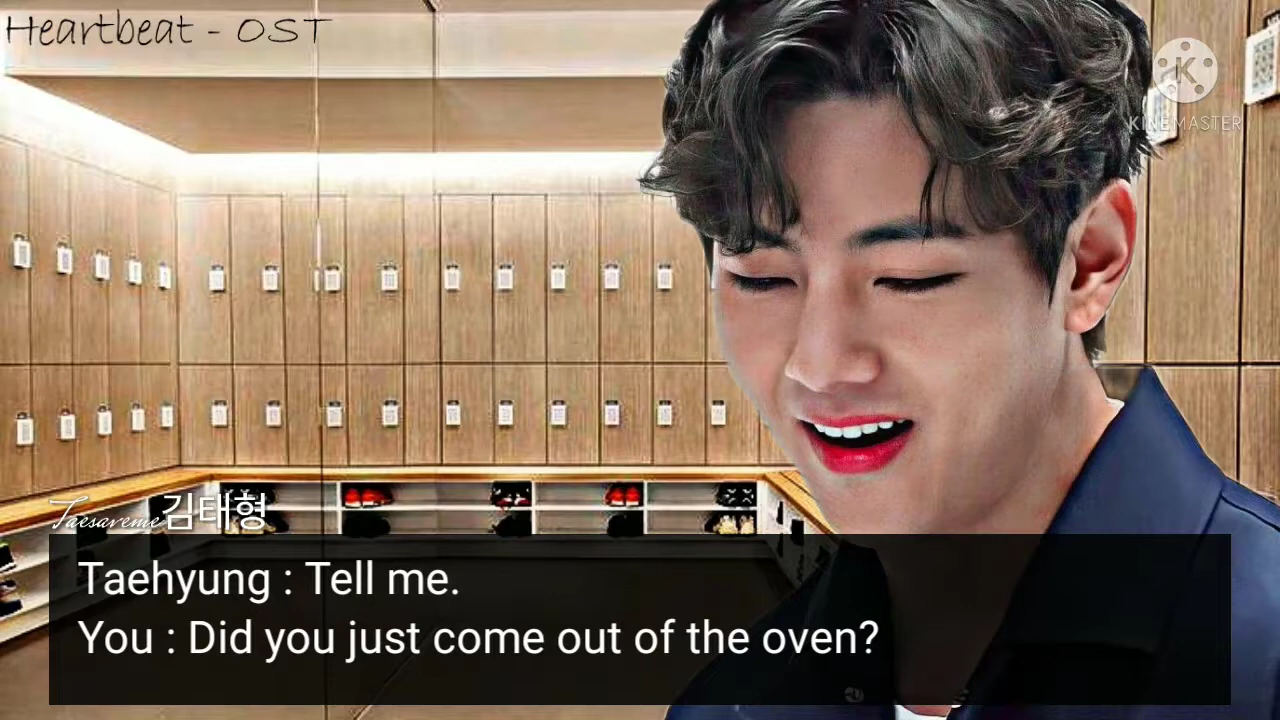 Heartbeat - OST
KINEMASTER
Taesaveme김태형
Taehyung : Tell me.
You : Did you just come out of the oven?